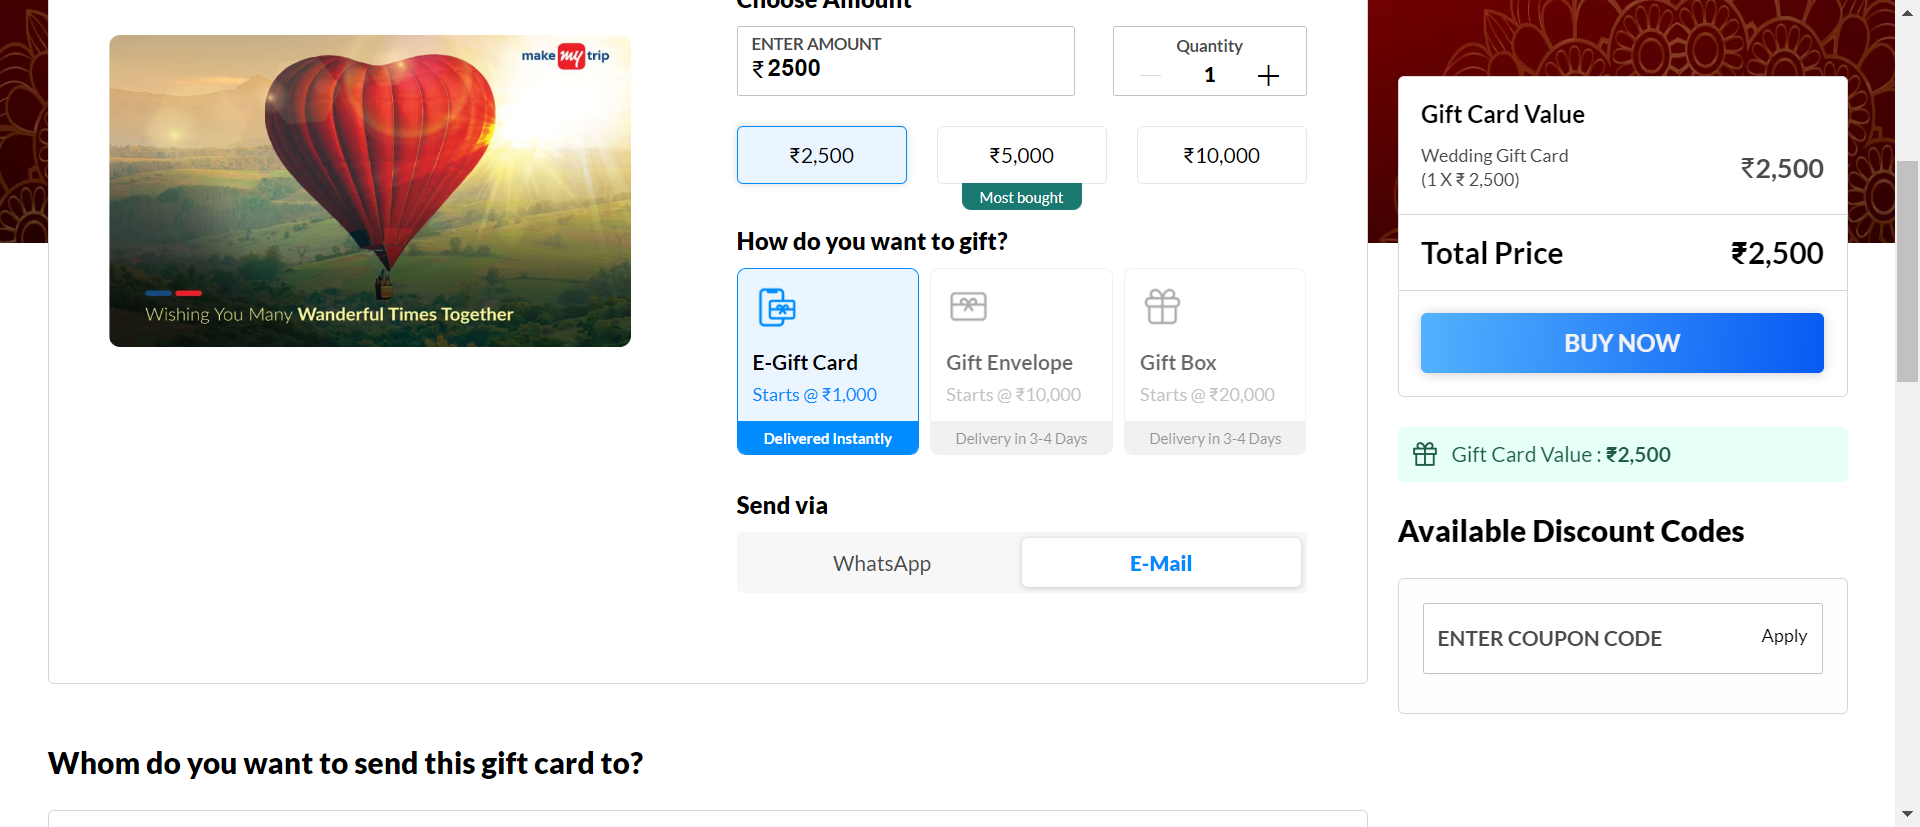 Choose Amount
make my trip
ENTER AMOUNT
₹ 2500
Quantity
1
₹2,500
₹5,000
₹10,000
Most bought
How do you want to gift?
E-Gift Card
Starts @ ₹1,000
Delivered Instantly
Gift Envelope
Starts @ ₹10,000
Delivery in 3-4 Days
Gift Box
Starts @ ₹20,000
Delivery in 3-4 Days
Wishing You Many Wanderful Times Together
Send via
WhatsApp
E-Mail
Gift Card Value
Wedding Gift Card
(1 X ₹ 2,500)
₹2,500
Total Price
₹2,500
BUY NOW
Gift Card Value : ₹2,500
Available Discount Codes
ENTER COUPON CODE
Apply
Whom do you want to send this gift card to?